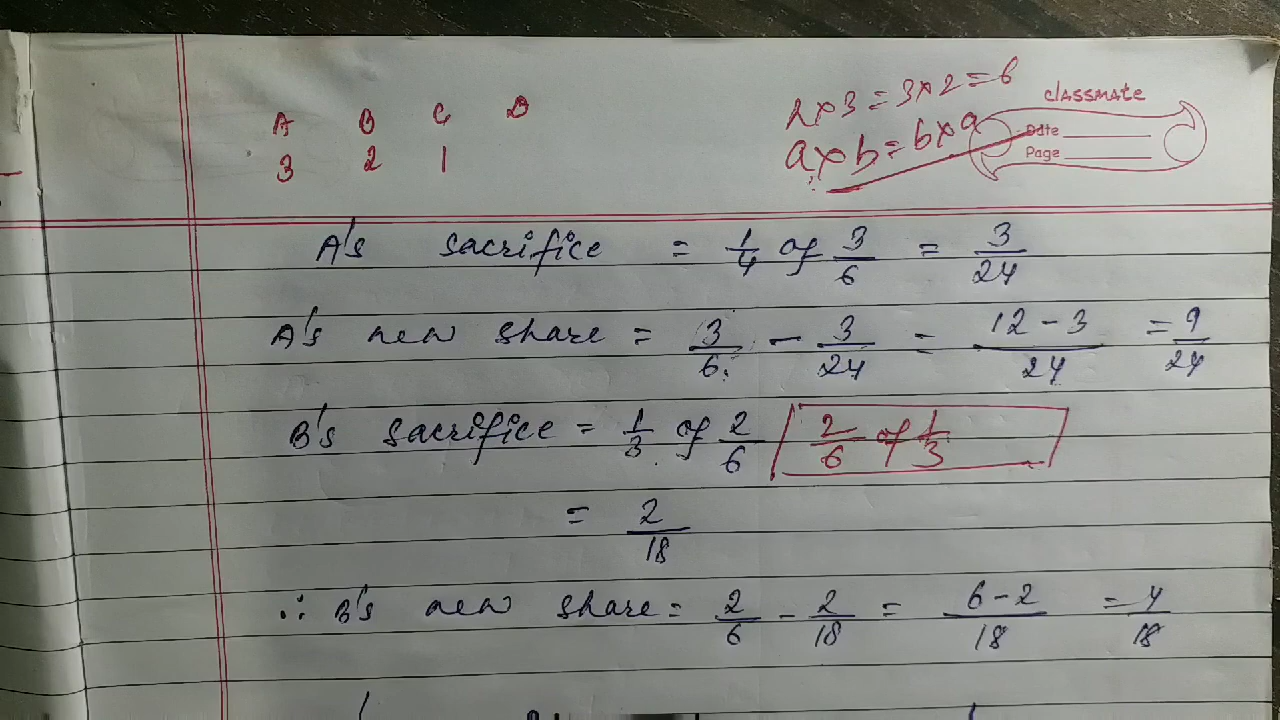 A B C D
3 2 1
2×3=3×2=6
a×b=b×a
classmate
Date
Page
A's sacrifice = 1/4 of 3/6 = 3/24
A's new share = 3/6 - 3/24 = 12-3/24 = 9/24
B's sacrifice = 1/3 of 2/6 / 2/6 of 1/3
= 2/18
∴ B's new share = 2/6 - 2/18 = 6-2/18 = 4/18